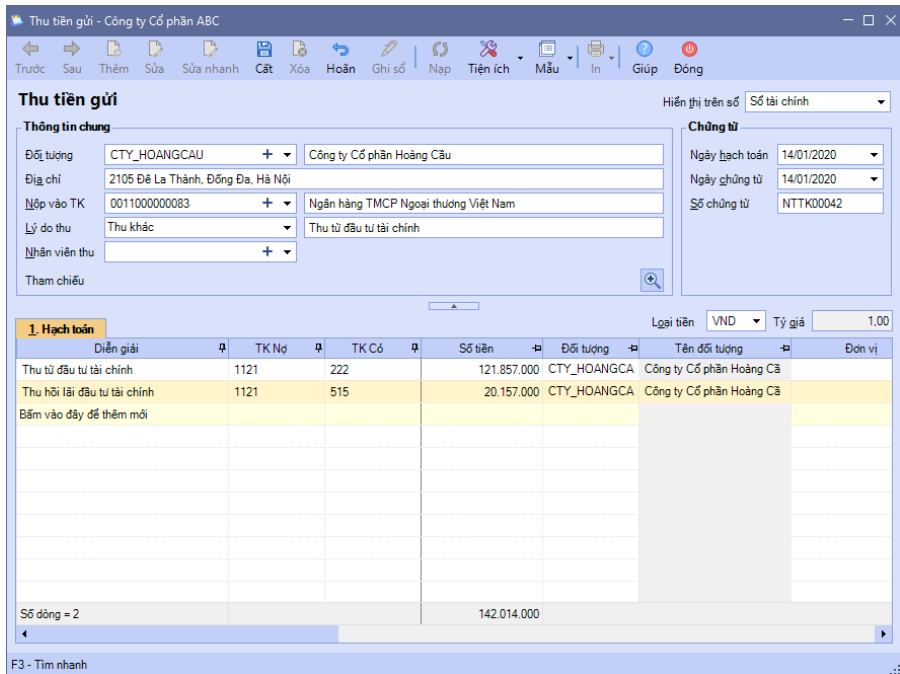 Thu tiền gửi - Công ty Cổ phần ABC
Trước Sau Thêm Sửa Sửa nhanh Cất Xóa Hoãn Ghi sổ Nạp Tiện ích Mẫu In Giúp Đóng
Thu tiền gửi
Hiển thị trên sổ Sổ tài chính
Thông tin chung
Chứng từ
Đối tượng CTY_HOANGCAU Công ty Cổ phần Hoàng Cầu
Ngày hạch toán 14/01/2020
Địa chỉ 2105 Đê La Thành, Đống Đa, Hà Nội
Ngày chứng từ 14/01/2020
Nộp vào TK 0011000000083 Ngân hàng TMCP Ngoại thương Việt Nam
Số chứng từ NTTK00042
Lý do thu Thu khác Thu từ đầu tư tài chính
Nhân viên thu
Tham chiếu
1. Hạch toán
Loại tiền VND Tỷ giá 1,00
Diễn giải TK Nợ TK Có Số tiền Đối tượng Tên đối tượng Đơn vị
Thu từ đầu tư tài chính 1121 222 121.857.000 CTY_HOANGCA Công ty Cổ phần Hoàng Cầ
Thu hồi lãi đầu tư tài chính 1121 515 20.157.000 CTY_HOANGCA Công ty Cổ phần Hoàng Cầ
Bấm vào đây để thêm mới
Số dòng = 2 142.014.000
F3 - Tìm nhanh